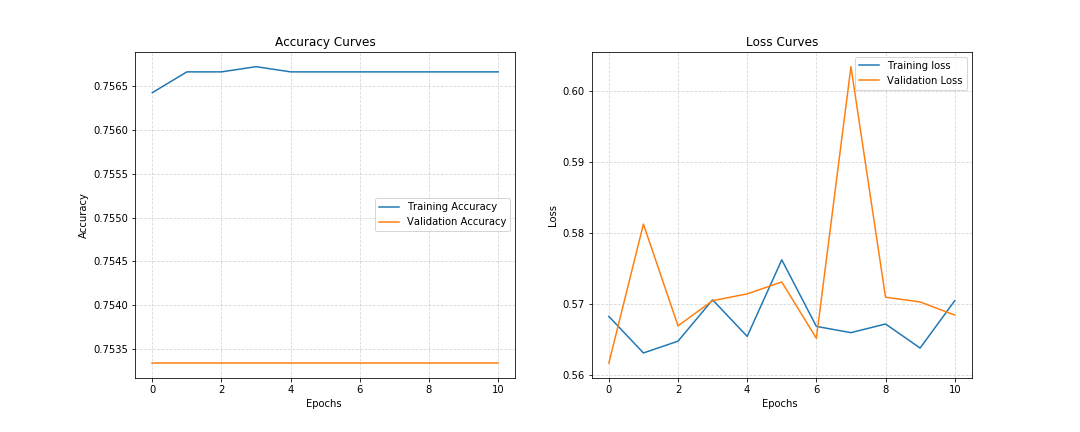 Accuracy Curves
0.7565
0.7560
0.7555
0.7550
0.7545
0.7540
0.7535
Accuracy
Training Accuracy
Validation Accuracy
0 2 4 6 8 10
Epochs
Loss Curves
0.60
0.59
0.58
0.57
0.56
Loss
Training loss
Validation Loss
0 2 4 6 8 10
Epochs